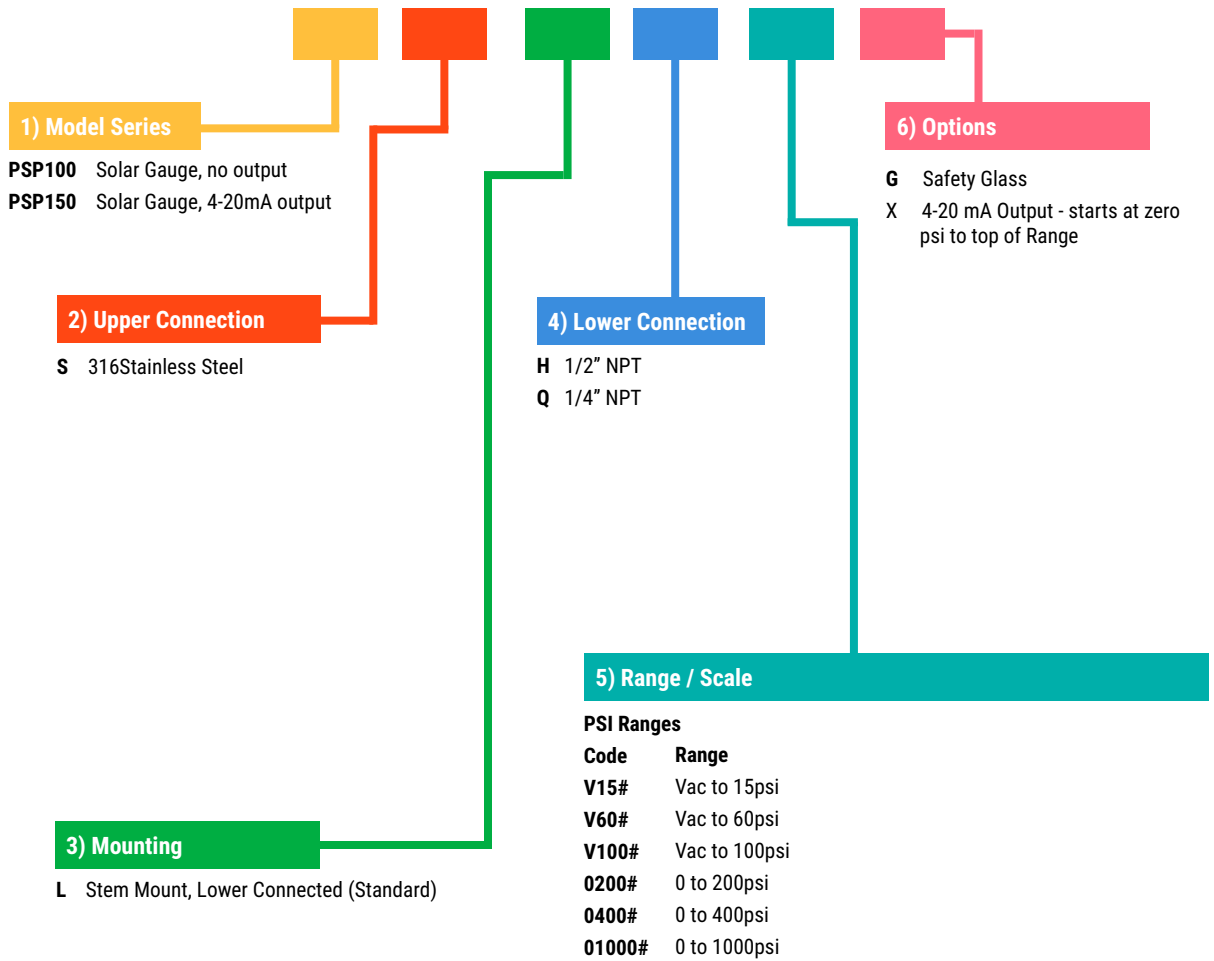 1) Model Series
PSP100 Solar Gauge, no output
PSP150 Solar Gauge, 4-20mA output
2) Upper Connection
S 316Stainless Steel
3) Mounting
L Stem Mount, Lower Connected (Standard)
4) Lower Connection
H 1/2” NPT
Q 1/4” NPT
5) Range / Scale
PSI Ranges
Code Range
V15# Vac to 15psi
V60# Vac to 60psi
V100# Vac to 100psi
0200# 0 to 200psi
0400# 0 to 400psi
01000# 0 to 1000psi
6) Options
G Safety Glass
X 4-20 mA Output - starts at zero
psi to top of Range